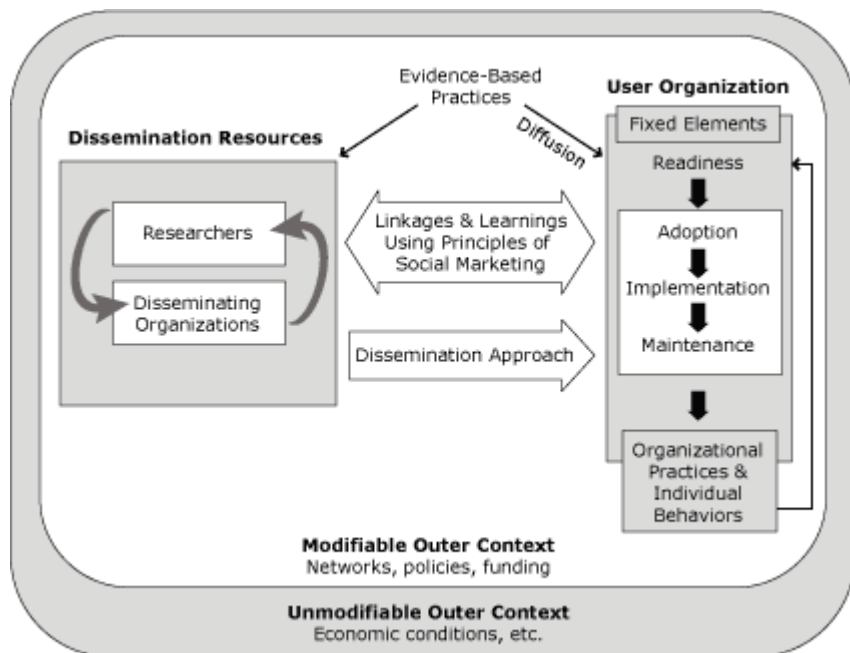 Evidence-Based
Practices
Diffusion
Dissemination Resources
Researchers
Disseminating
Organizations
Linkages & Learnings
Using Principles of
Social Marketing
Dissemination Approach
User Organization
Fixed Elements
Readiness
Adoption
Implementation
Maintenance
Organizational
Practices &
Individual
Behaviors
Modifiable Outer Context
Networks, policies, funding
Unmodifiable Outer Context
Economic conditions, etc.